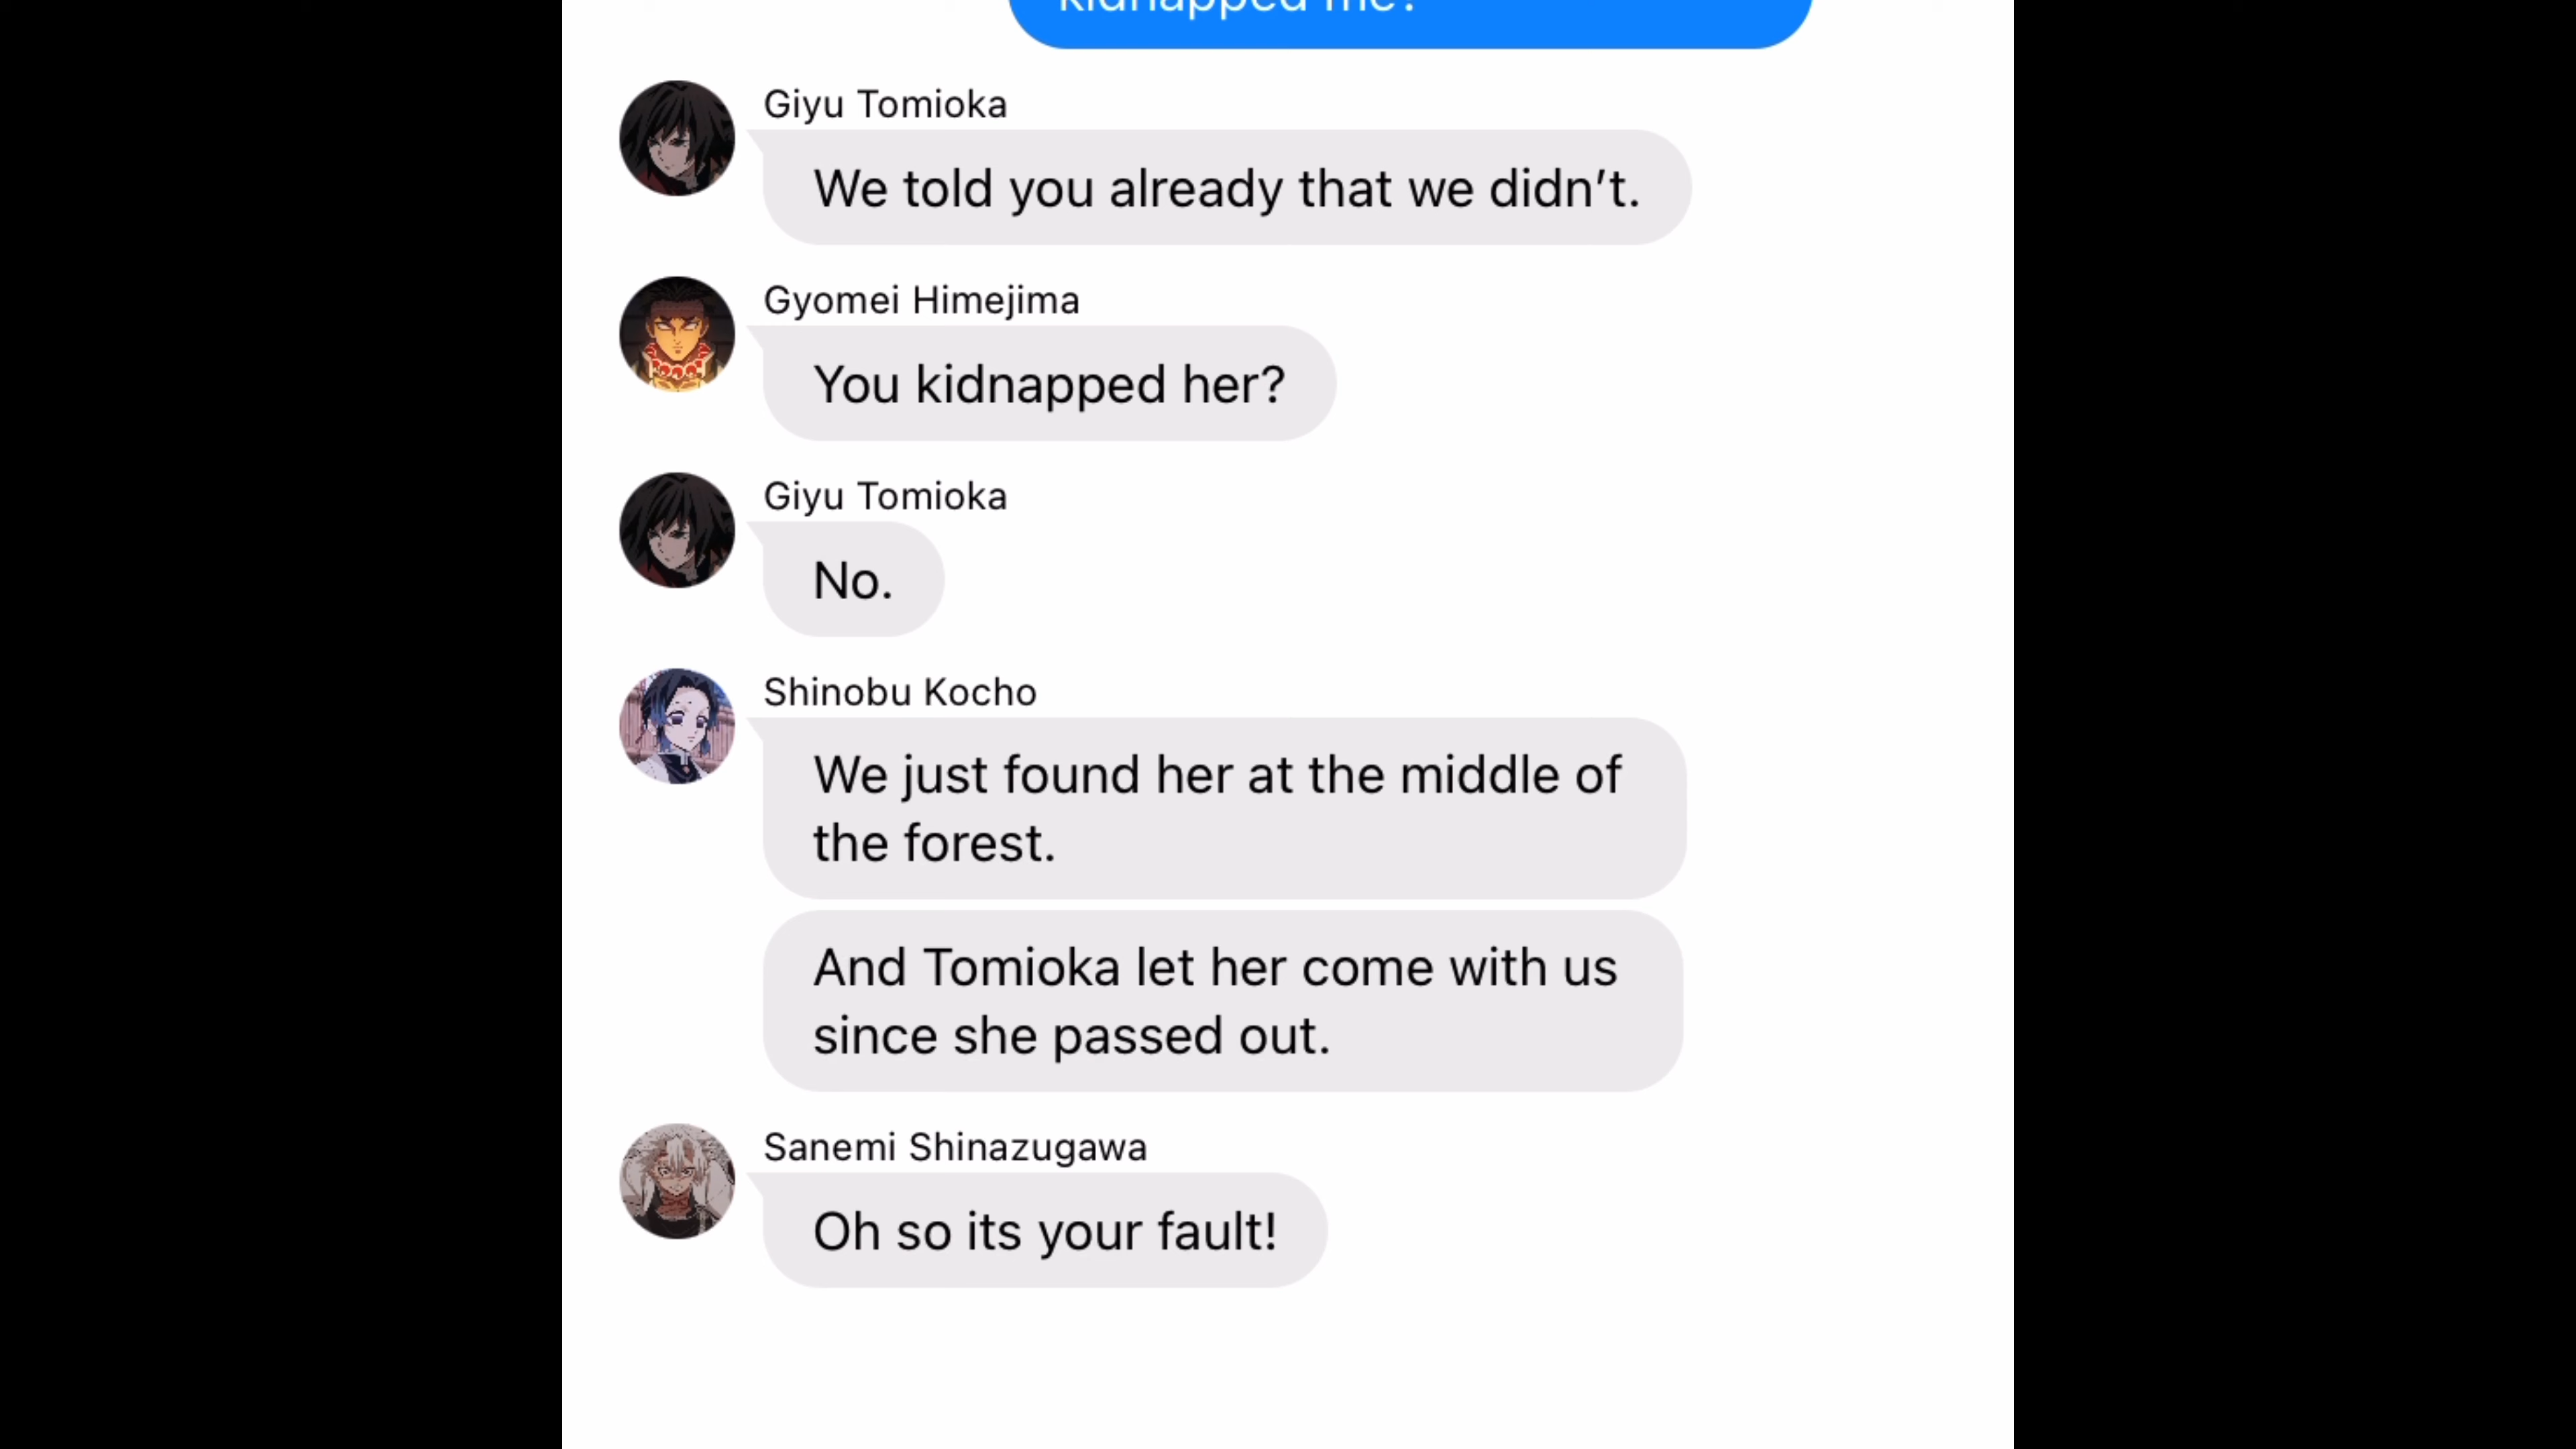 kidnapped me?
Giyu Tomioka
We told you already that we didn’t.
Gyomei Himejima
You kidnapped her?
Giyu Tomioka
No.
Shinobu Kocho
We just found her at the middle of
the forest.
And Tomioka let her come with us
since she passed out.
Sanemi Shinazugawa
Oh so its your fault!